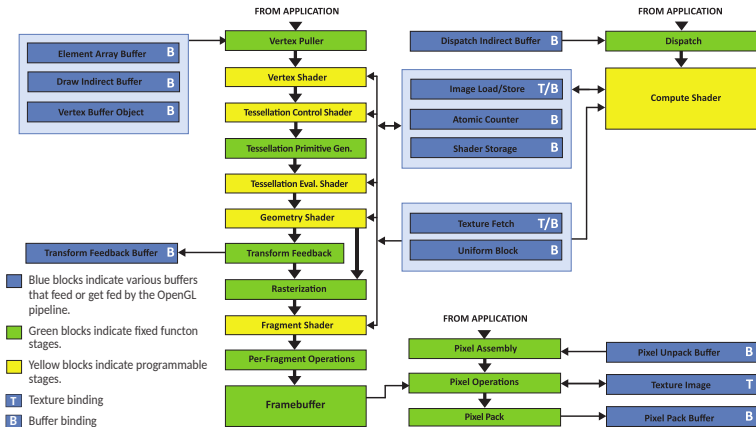 FROM APPLICATION
Vertex Puller
Element Array Buffer B
Draw Indirect Buffer B
Vertex Buffer Object B
Vertex Shader
Tessellation Control Shader
Tessellation Primitive Gen.
Tessellation Eval. Shader
Geometry Shader
Transform Feedback Buffer B
Transform Feedback
Rasterization
Fragment Shader
Per-Fragment Operations
Framebuffer
Blue blocks indicate various buffers
that feed or get fed by the OpenGL
pipeline.
Green blocks indicate fixed functon
stages.
Yellow blocks indicate programmable
stages.
T Texture binding
B Buffer binding
FROM APPLICATION
Dispatch Indirect Buffer B
Dispatch
Image Load/Store T/B
Atomic Counter B
Shader Storage B
Compute Shader
Texture Fetch T/B
Uniform Block B
FROM APPLICATION
Pixel Assembly
Pixel Unpack Buffer B
Pixel Operations
Texture Image T
Pixel Pack
Pixel Pack Buffer B